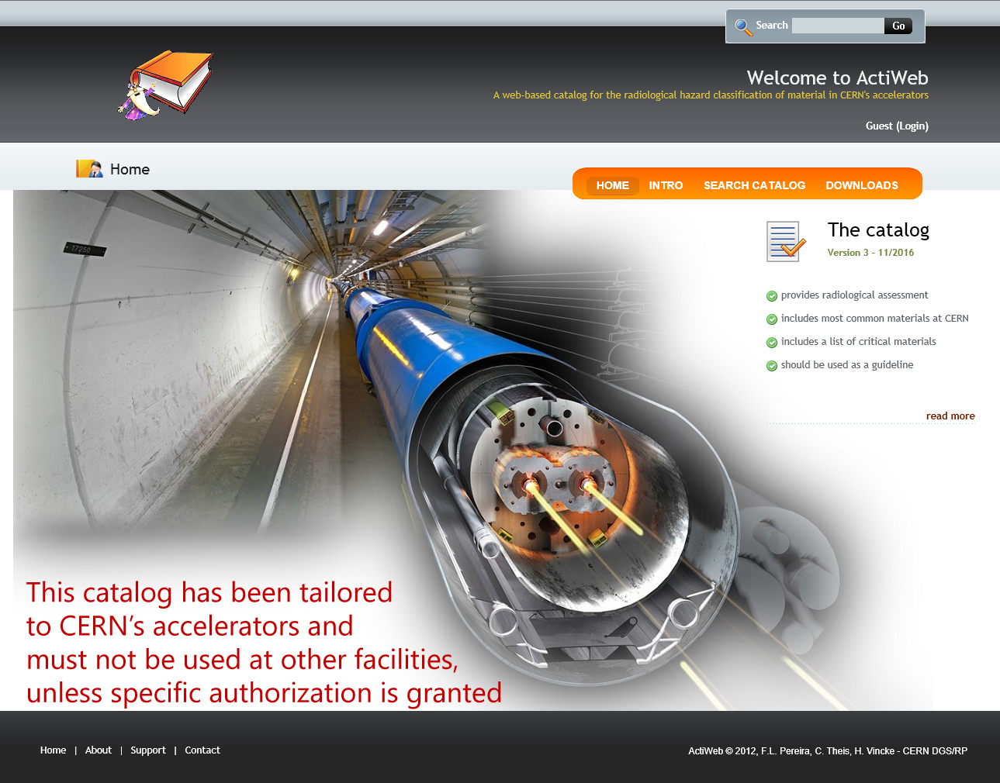 Search
Go
Welcome to ActiWeb
A web-based catalog for the radiological hazard classification of material in CERN's accelerators
Guest (Login)
Home
HOME
INTRO
SEARCH CATALOG
DOWNLOADS
17250
The catalog
Version 3 - 11/2016
provides radiological assessment
includes most common materials at CERN
includes a list of critical materials
should be used as a guideline
read more
This catalog has been tailored
to CERN’s accelerators and
must not be used at other facilities,
unless specific authorization is granted
Home | About | Support | Contact
ActiWeb © 2012, F.L. Pereira, C. Theis, H. Vincke - CERN DGS/RP